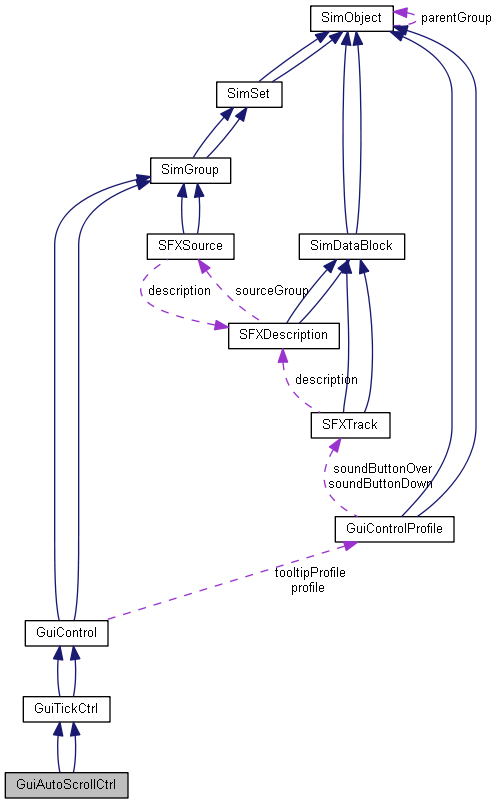 SimObject
parentGroup
SimSet
SimGroup
SFXSource
SimDataBlock
description
sourceGroup
SFXDescription
description
SFXTrack
soundButtonOver
soundButtonDown
GuiControlProfile
tooltipProfile
profile
GuiControl
GuiTickCtrl
GuiAutoScrollCtrl